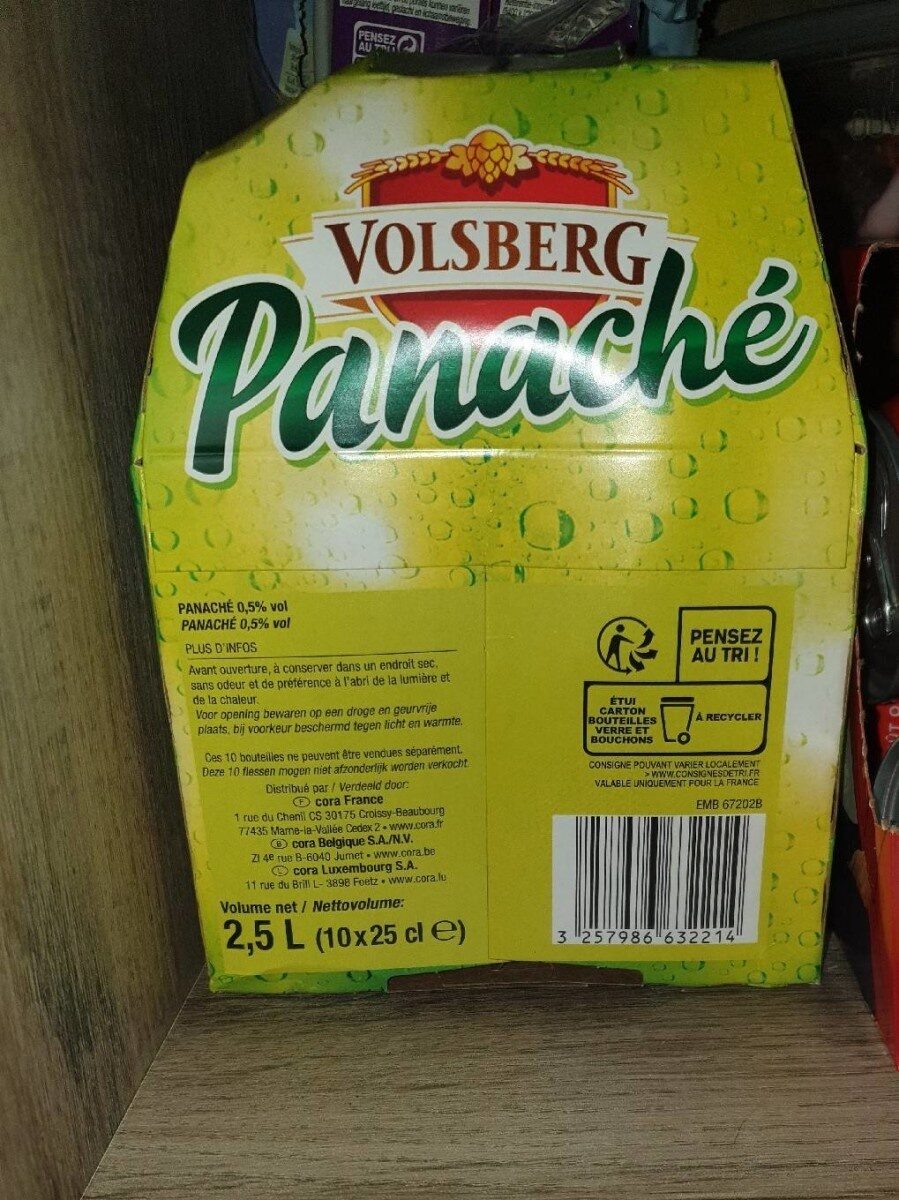 PENSEZ
VOLSBERG
Panaché
PANACHÉ 0,5% vol
PANACHÉ 0,5% vol
PLUS D'INFOS
Avant ouverture, à conserver dans un endroit sec,
sans odeur et de préférence à l'abri de la lumière et
de la chaleur.
Voor opening bewaren op een droge en geurvrije
plaats, bij voorkeur beschermd tegen licht en warmte.
Ces 10 bouteilles ne peuvent être vendues séparément.
Deze 10 flessen mogen niet afzonderlijk worden verkocht.
Distribué par / Verdeeld door:
F cora France
1 rue du Chenil CS 30175 Croissy-Beaubourg
77435 Marne-la-Vallée Cedex 2 • www.cora.fr
B cora Belgique S.A./N.V.
ZI 4e rue B-6040 Jumet • www.cora.be
L cora Luxembourg S.A.
11 rue du Brill L- 3898 Foetz • www.cora.lu
Volume net / Nettovolume:
2,5 L (10x25 cl e)
PENSEZ
AU TRI !
ÉTUI
CARTON
BOUTEILLES
VERRE ET
BOUCHONS
À RECYCLER
CONSIGNE POUVANT VARIER LOCALEMENT
> WWW.CONSIGNESDETRI.FR
VALABLE UNIQUEMENT POUR LA FRANCE
EMB 67202B
3 257986 632214